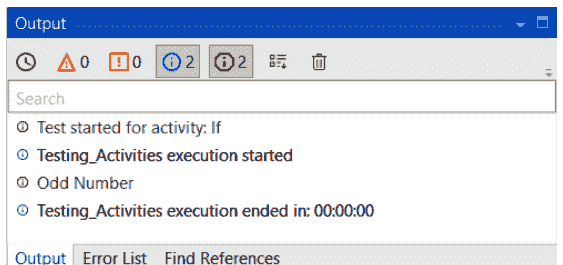 Output
0 0 2 2
Search
Test started for activity: If
Testing_Activities execution started
Odd Number
Testing_Activities execution ended in: 00:00:00
Output Error List Find References